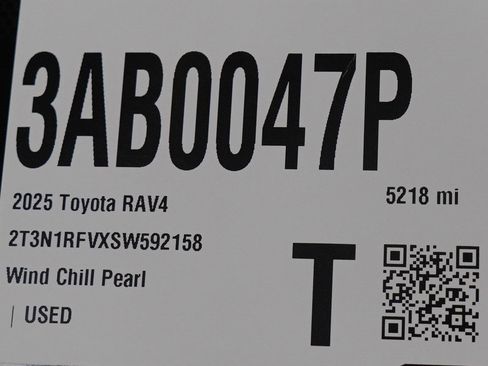 3AB0047P
5218 mi
2025 Toyota RAV4
2T3N1RFVXSW592158
Wind Chill Pearl
| USED
T